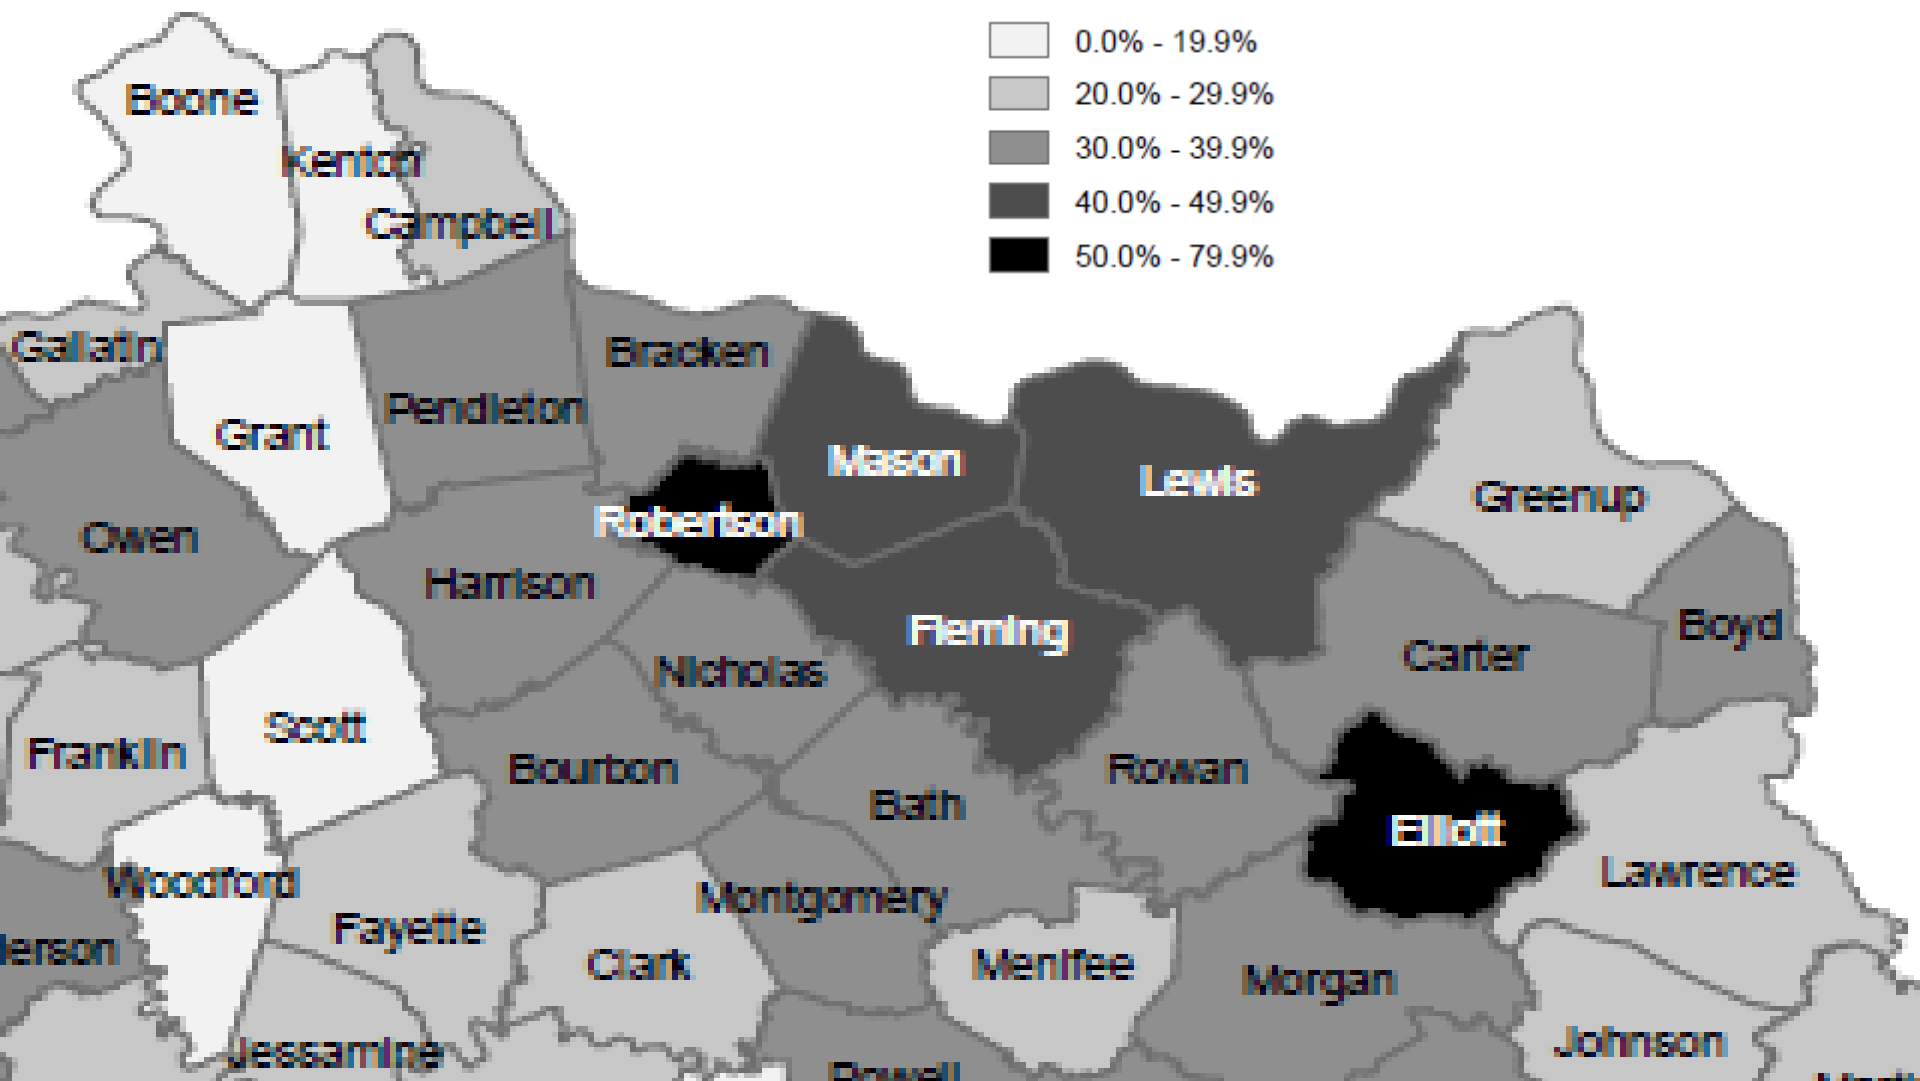 0.0% - 19.9%
20.0% - 29.9%
30.0% - 39.9%
40.0% - 49.9%
50.0% - 79.9%
Boone
Kenton
Campbell
Gallatin
Bracken
Pendleton
Grant
Mason
Lewis
Greenup
Robertson
Owen
Harrison
Fleming
Boyd
Carter
Nicholas
Scott
Franklin
Bourbon
Rowan
Bath
Elliott
Lawrence
Woodford
Montgomery
Fayette
erson
Clark
Menifee
Morgan
Johnson
Jessamine
Powell